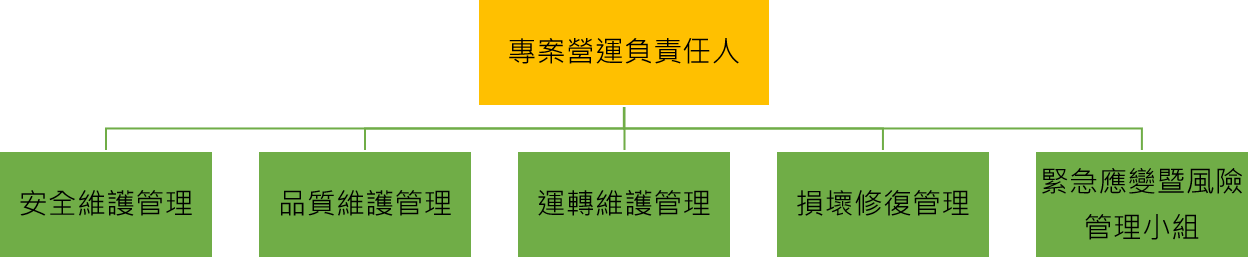 專案營運負責任人
安全維護管理
品質維護管理
運轉維護管理
損壞修復管理
緊急應變暨風險
管理小組